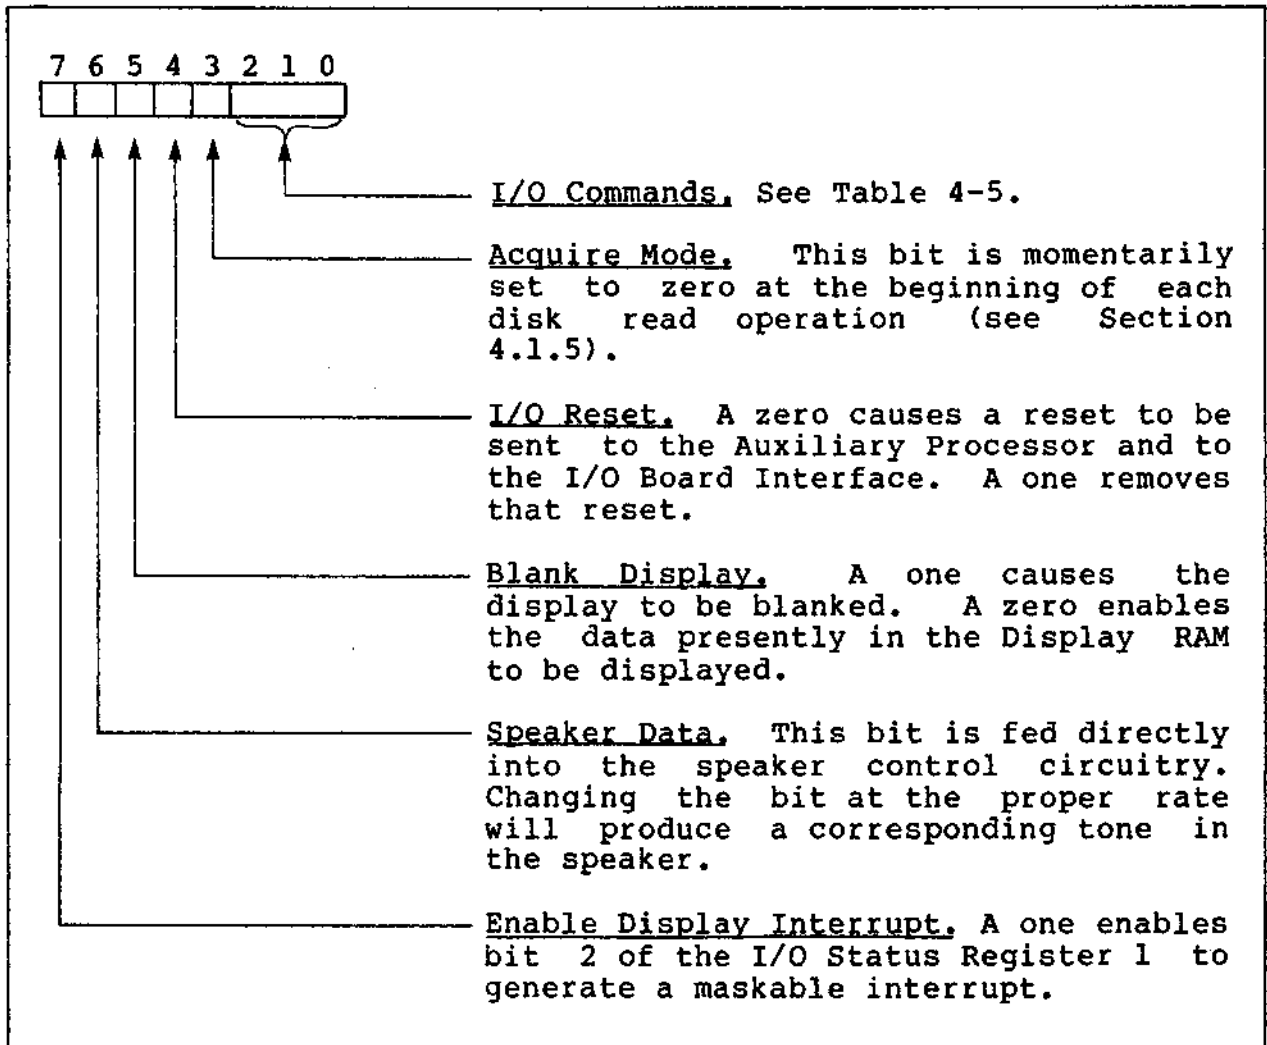 7 6 5 4 3 2 1 0
I/O Commands. See Table 4-5.
Acquire Mode. This bit is momentarily
set to zero at the beginning of each
disk read operation (see Section
4.1.5).
I/O Reset. A zero causes a reset to be
sent to the Auxiliary Processor and to
the I/O Board Interface. A one removes
that reset.
Blank Display. A one causes the
display to be blanked. A zero enables
the data presently in the Display RAM
to be displayed.
Speaker Data. This bit is fed directly
into the speaker control circuitry.
Changing the bit at the proper rate
will produce a corresponding tone in
the speaker.
Enable Display Interrupt. A one enables
bit 2 of the I/O Status Register 1 to
generate a maskable interrupt.